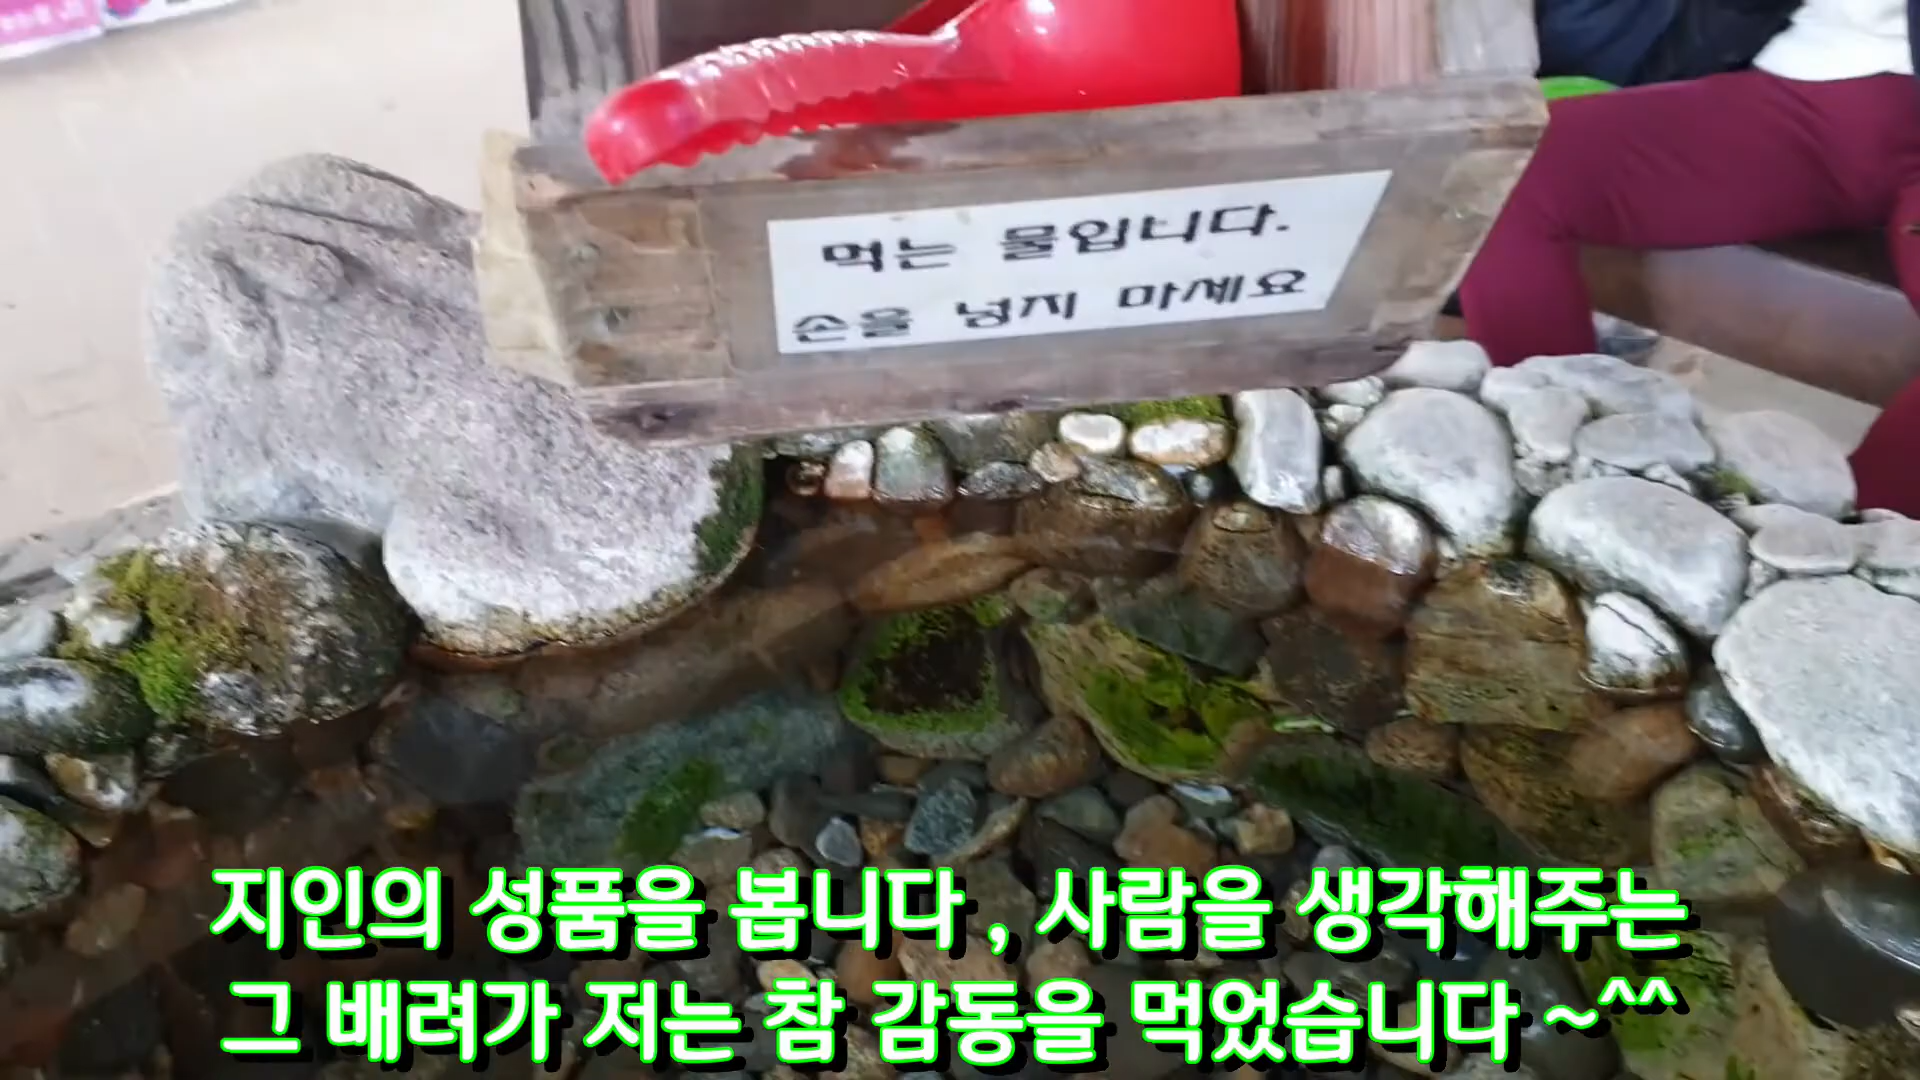 먹는 물입니다.
손을 넣지 마세요
지인의 성품을 봅니다 , 사람을 생각해주는
그 배려가 저는 참 감동을 먹었습니다 ~^^